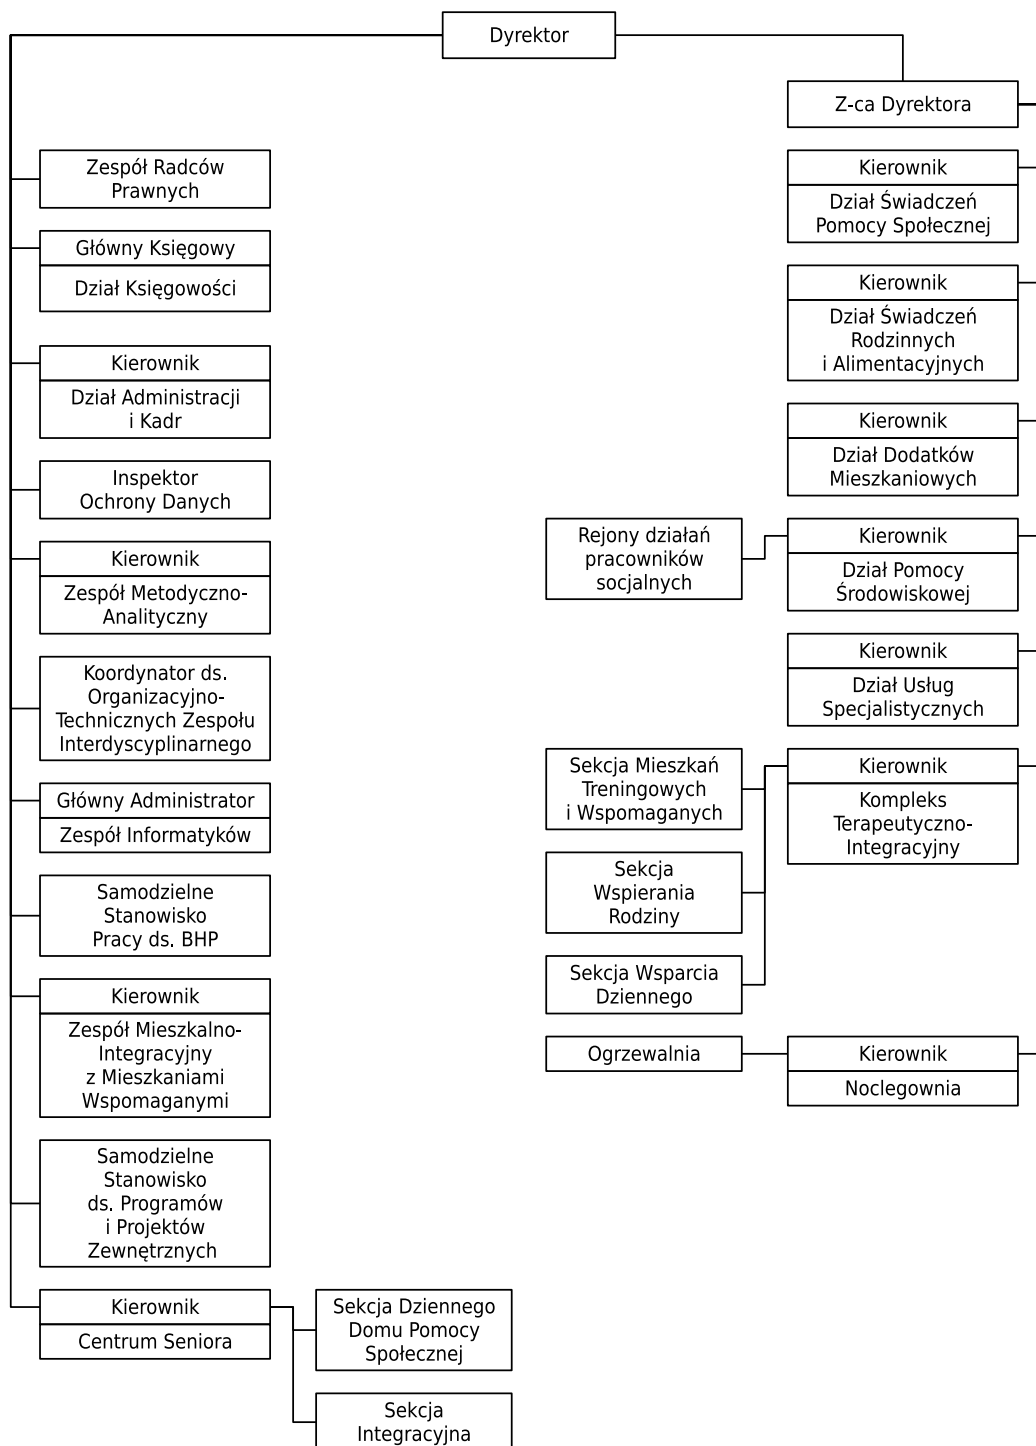 Dyrektor
Z-ca Dyrektora
Zespół Radców
Prawnych
Główny Księgowy
Dział Księgowości
Kierownik
Dział Administracji
i Kadr
Inspektor
Ochrony Danych
Kierownik
Zespół Metodyczno-
Analityczny
Koordynator ds.
Organizacyjno-
Technicznych Zespołu
Interdyscyplinarnego
Główny Administrator
Zespół Informatyków
Samodzielne
Stanowisko
Pracy ds. BHP
Kierownik
Zespół Mieszkalno-
Integracyjny
z Mieszkaniami
Wspomaganymi
Samodzielne
Stanowisko
ds. Programów
i Projektów
Zewnętrznych
Kierownik
Centrum Seniora
Sekcja Dziennego
Domu Pomocy
Społecznej
Sekcja
Integracyjna
Kierownik
Dział Świadczeń
Pomocy Społecznej
Kierownik
Dział Świadczeń
Rodzinnych
i Alimentacyjnych
Kierownik
Dział Dodatków
Mieszkaniowych
Kierownik
Dział Pomocy
Środowiskowej
Rejony działań
pracowników
socjalnych
Kierownik
Dział Usług
Specjalistycznych
Kierownik
Kompleks
Terapeutyczno-
Integracyjny
Sekcja Mieszkań
Treningowych
i Wspomaganych
Sekcja
Wspierania
Rodziny
Sekcja Wsparcia
Dziennego
Kierownik
Noclegownia
Ogrzewalnia